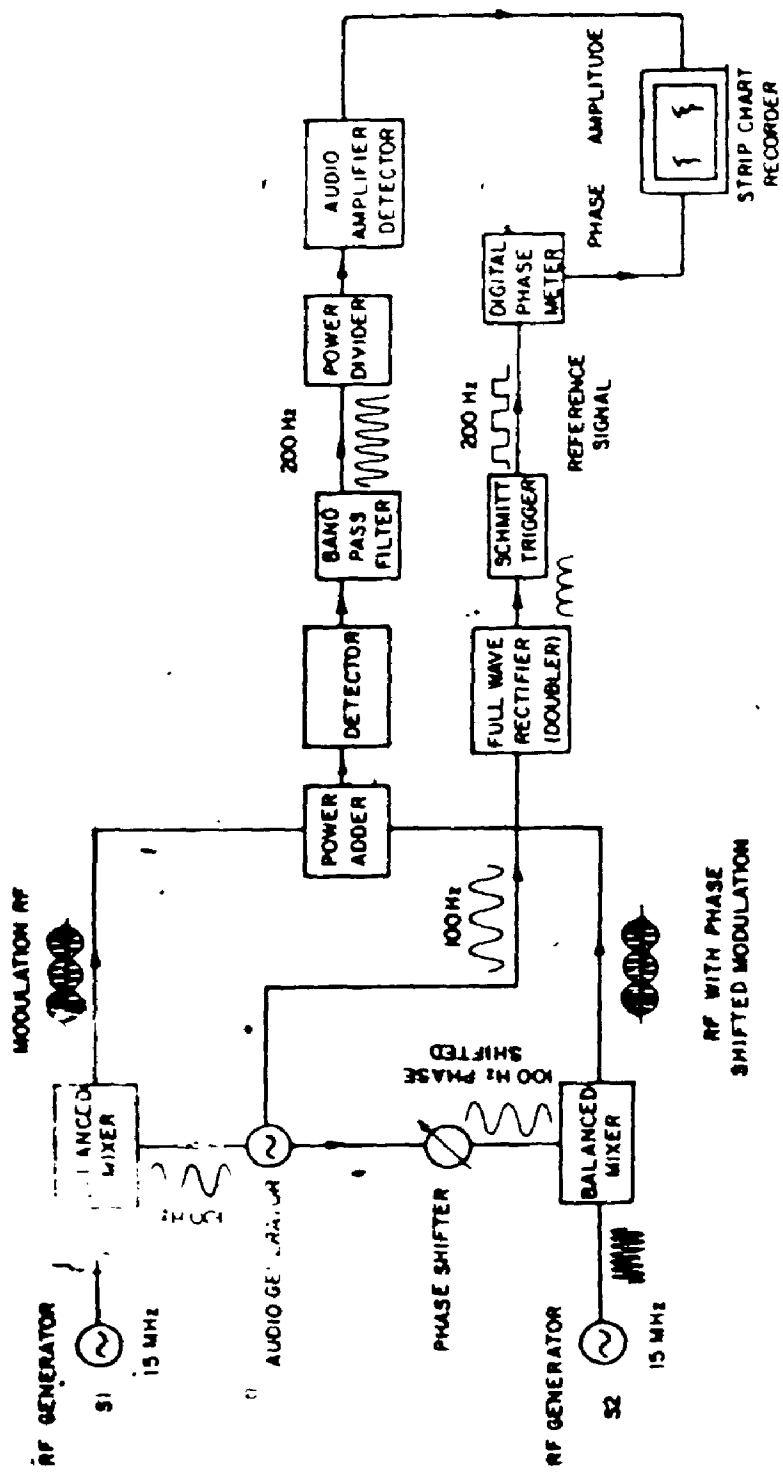 RF GENERATOR
S1
15 MHz
MIXER
MODULATION RF
AUDIO
PHASE SHIFTER
100 Hz PHASE
SHIFTED
RF GENERATOR
S2
15 MHz
BALANCED
MIXER
RF WITH PHASE
SHIFTED MODULATION
100 Hz
POWER
ADDER
DETECTOR
BAND
PASS
FILTER
200 Hz
POWER
DIVIDER
AUDIO
AMPLIFIER
DETECTOR
FULL WAVE
RECTIFIER
(DOUBLER)
SCHMITT
TRIGGER
200 Hz
REFERENCE
SIGNAL
DIGITAL
PHASE
METER
PHASE
AMPLITUDE
STRIP CHART
RECORDER